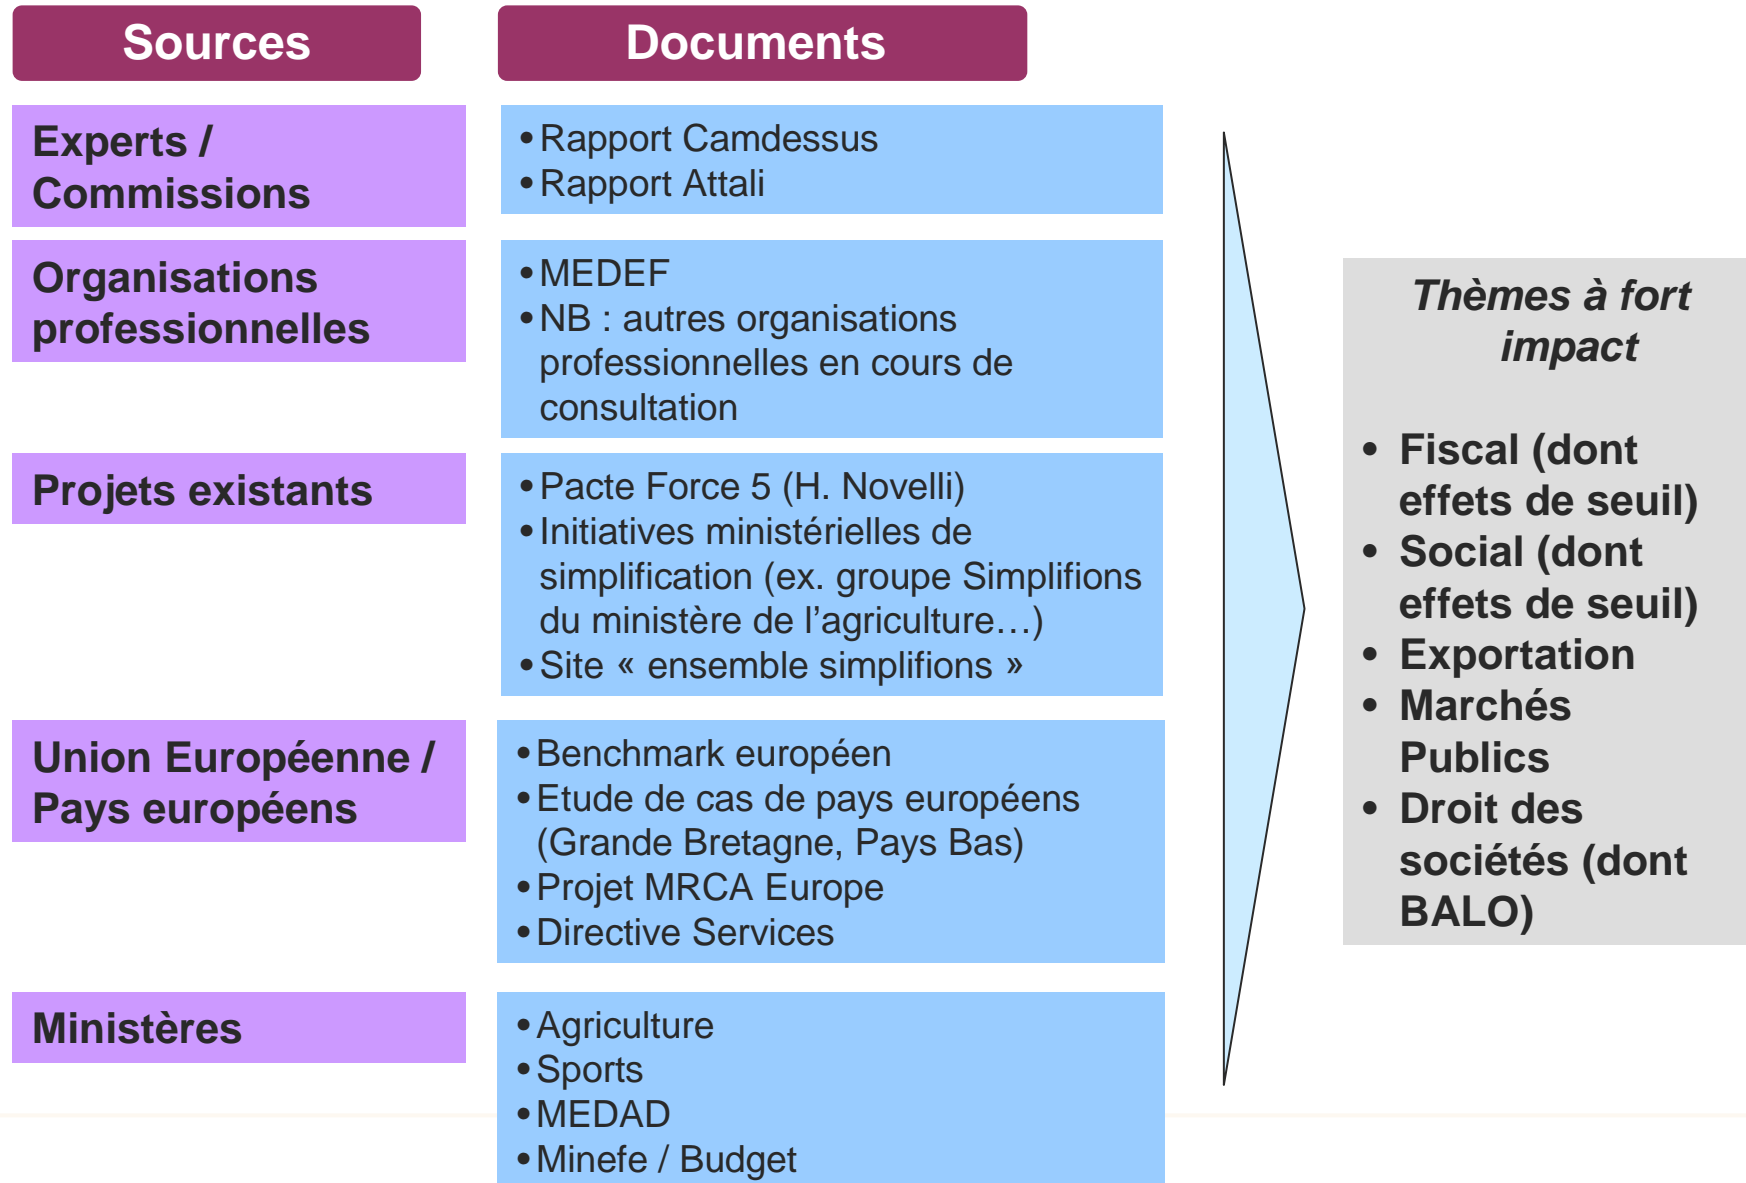 Sources
Documents
Experts /
Commissions
•Rapport Camdessus
•Rapport Attali
Organisations
professionnelles
•MEDEF
•NB : autres organisations
professionnelles en cours de
consultation
Projets existants
•Pacte Force 5 (H. Novelli)
•Initiatives ministérielles de
simplification (ex. groupe Simplifions
du ministère de l’agriculture…)
•Site « ensemble simplifions »
Union Européenne /
Pays européens
•Benchmark européen
•Etude de cas de pays européens
(Grande Bretagne, Pays Bas)
•Projet MRCA Europe
•Directive Services
Ministères
•Agriculture
•Sports
•MEDAD
•Minefe / Budget
Thèmes à fort
impact
• Fiscal (dont
effets de seuil)
• Social (dont
effets de seuil)
• Exportation
• Marchés
Publics
• Droit des
sociétés (dont
BALO)